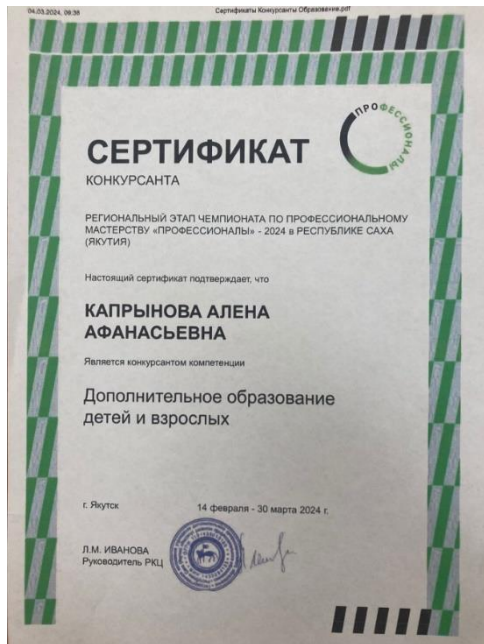 04.03.2024, 09:38
Сертификаты Конкурсанты Образование.pdf
ПРОФЕССИОНАЛЫ
СЕРТИФИКАТ
КОНКУРСАНТА
РЕГИОНАЛЬНЫЙ ЭТАП ЧЕМПИОНАТА ПО ПРОФЕССИОНАЛЬНОМУ
МАСТЕРСТВУ «ПРОФЕССИОНАЛЫ» - 2024 в РЕСПУБЛИКЕ САХА
(ЯКУТИЯ)
Настоящий сертификат подтверждает, что
КАПРЫНОВА АЛЕНА
АФАНАСЬЕВНА
Является конкурсантом компетенции
Дополнительное образование
детей и взрослых
г. Якутск
14 февраля - 30 марта 2024 г.
Л.М. ИВАНОВА
Руководитель РКЦ